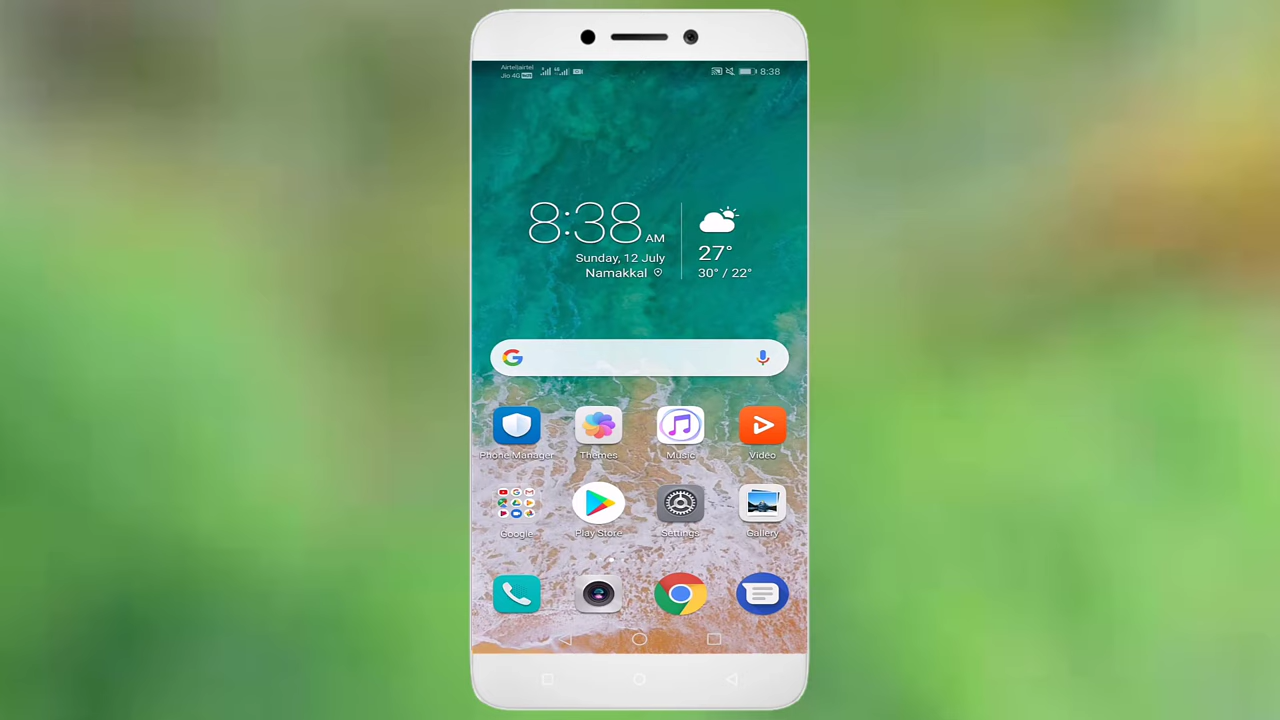 Airtel|airtel
Jio 4G
8:38
8:38 AM
Sunday, 12 July
Namakkal
27°
30° / 22°
Phone Manager
Themes
Music
Video
Google
Play Store
Settings
Gallery